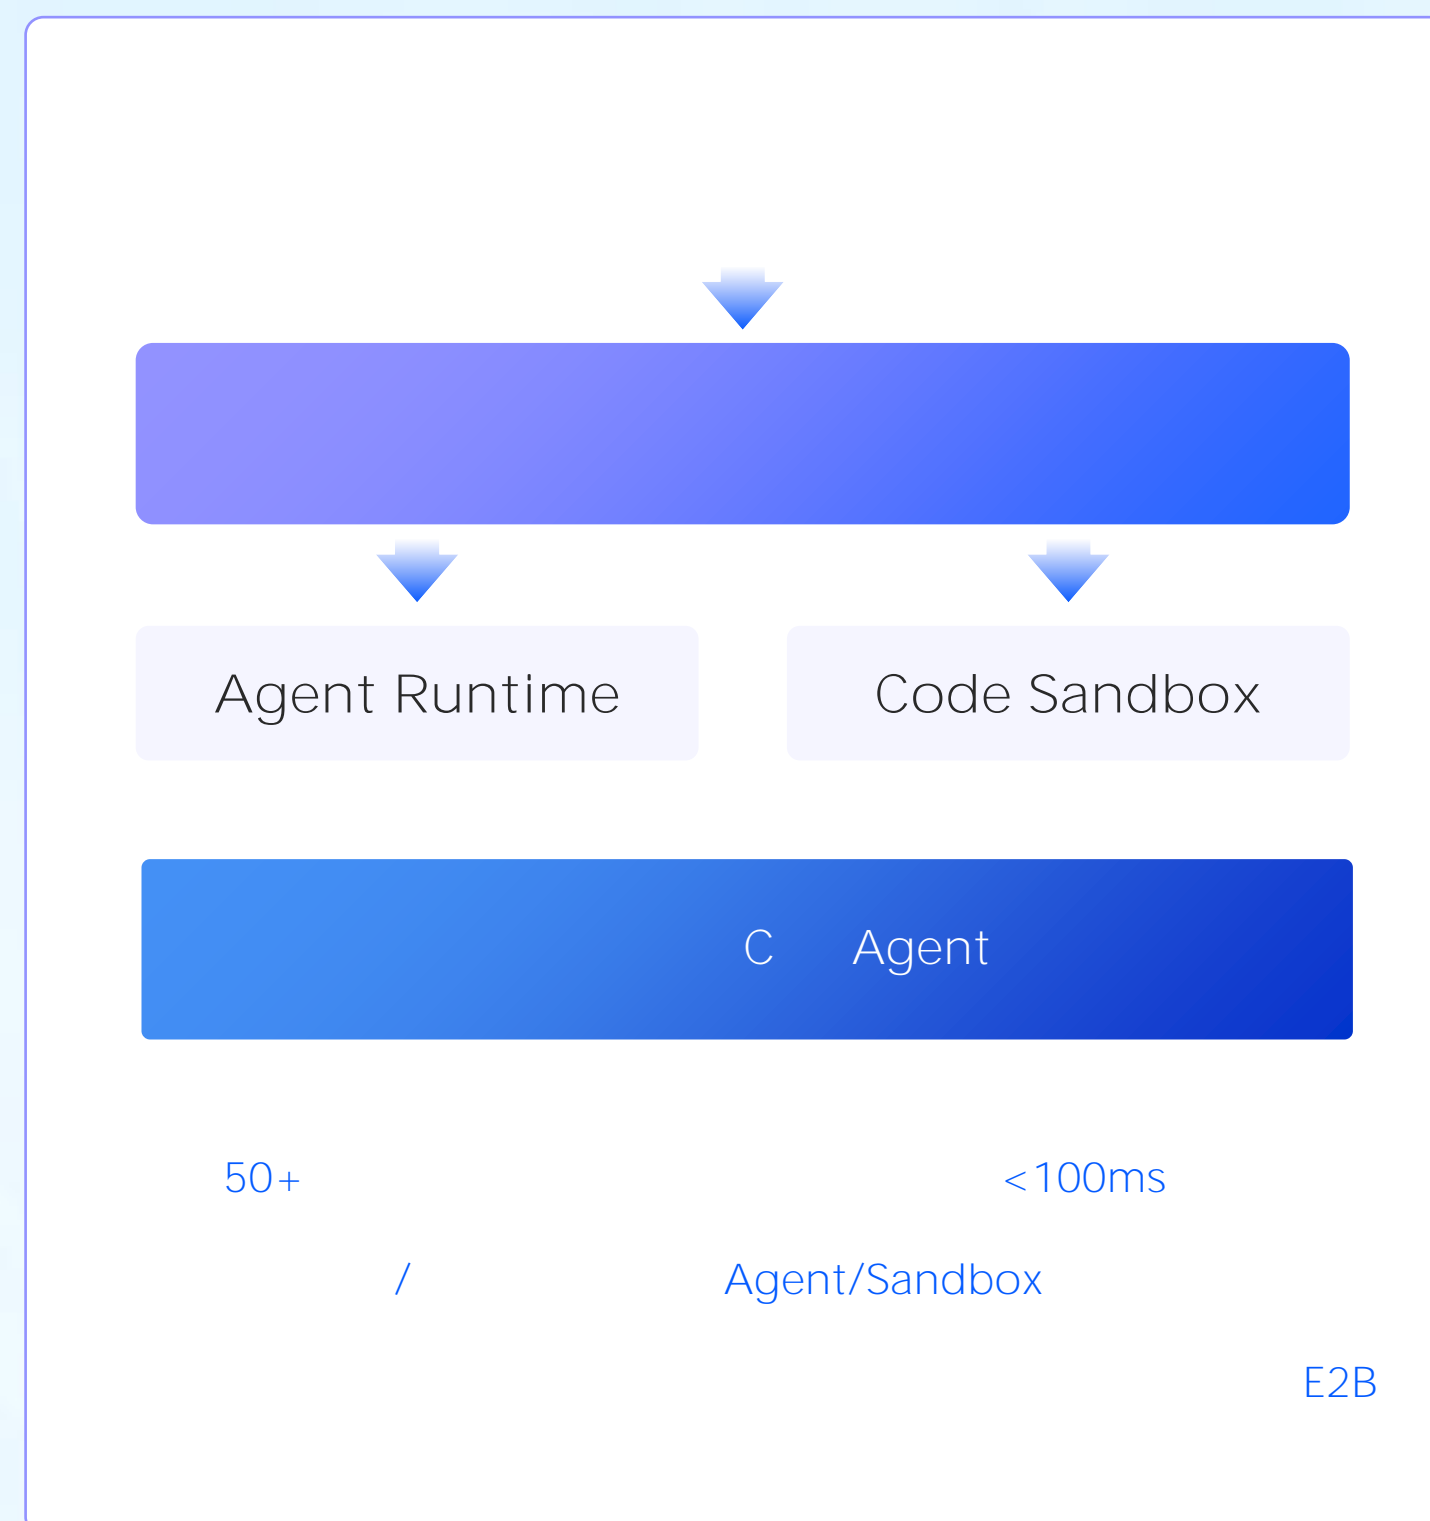 Agent Runtime Code Sandbox
C Agent
50+ <100ms
/ Agent/Sandbox
E2B